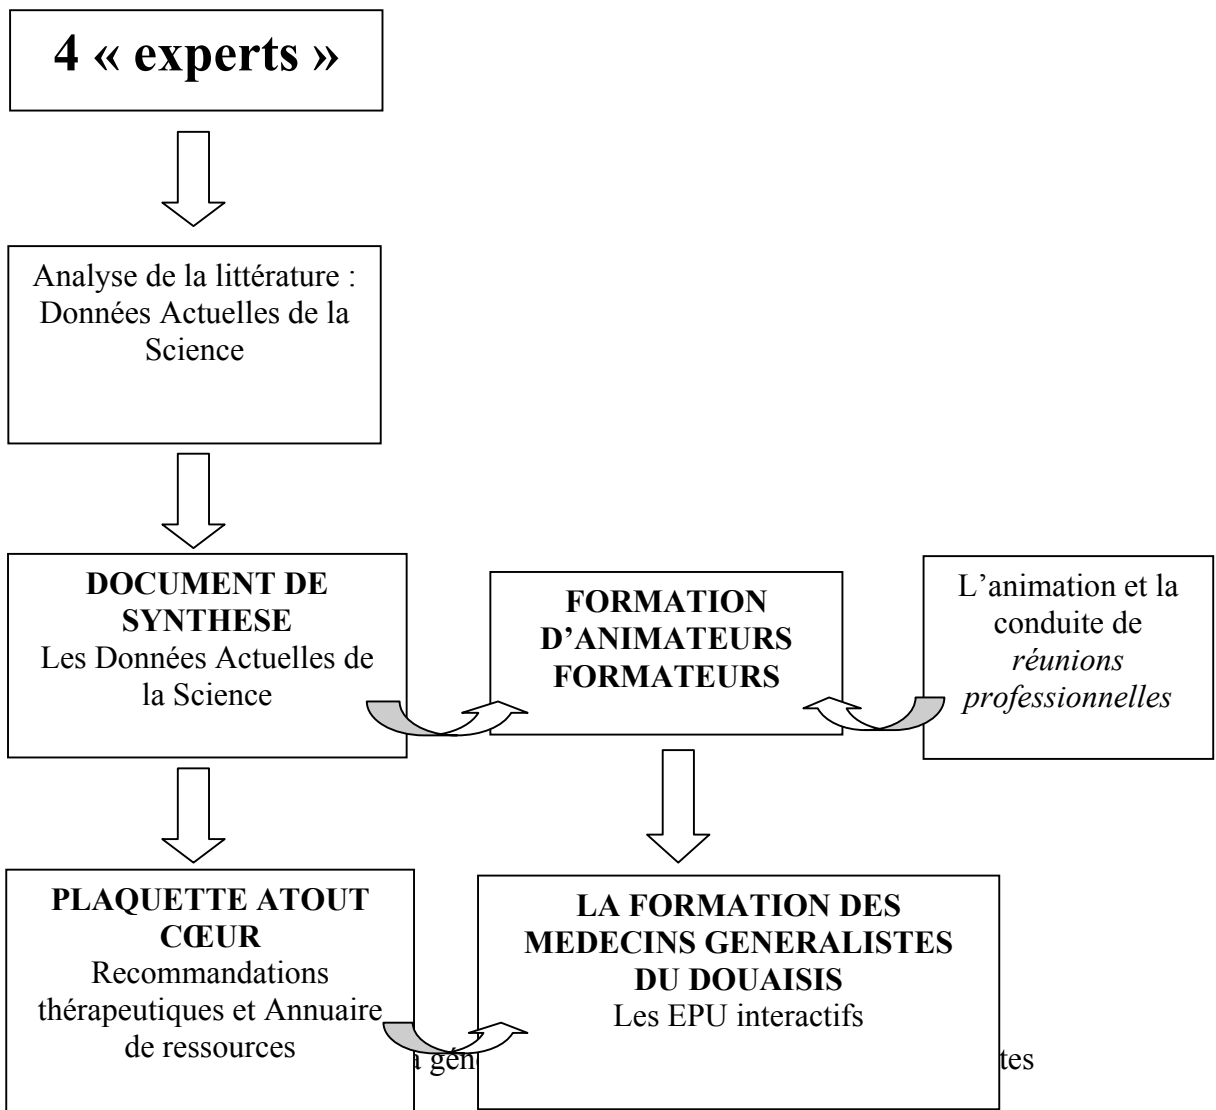 4 « experts »
Analyse de la littérature :
Données Actuelles de la
Science
DOCUMENT DE
SYNTHESE
Les Données Actuelles de
la Science
FORMATION
D’ANIMATEURS
FORMATEURS
L’animation et la
conduite de
réunions
professionnelles
PLAQUETTE ATOUT
CŒUR
Recommandations
thérapeutiques et Annuaire
de ressources
LA FORMATION DES
MEDECINS GENERALISTES
DU DOUAISIS
Les EPU interactifs